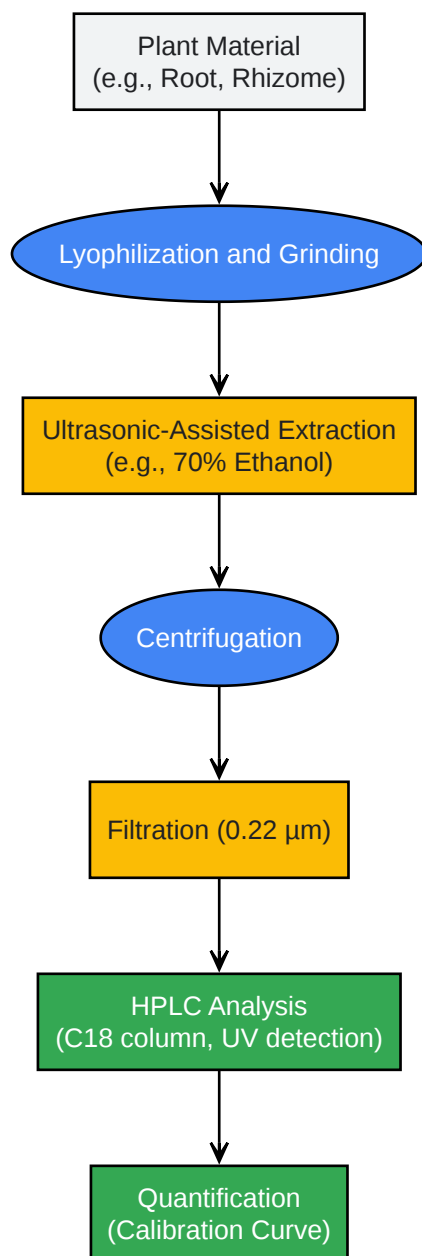 Plant Material
(e.g., Root, Rhizome)
Lyophilization and Grinding
Ultrasonic-Assisted Extraction
(e.g., 70% Ethanol)
Centrifugation
Filtration (0.22 µm)
HPLC Analysis
(C18 column, UV detection)
Quantification
(Calibration Curve)